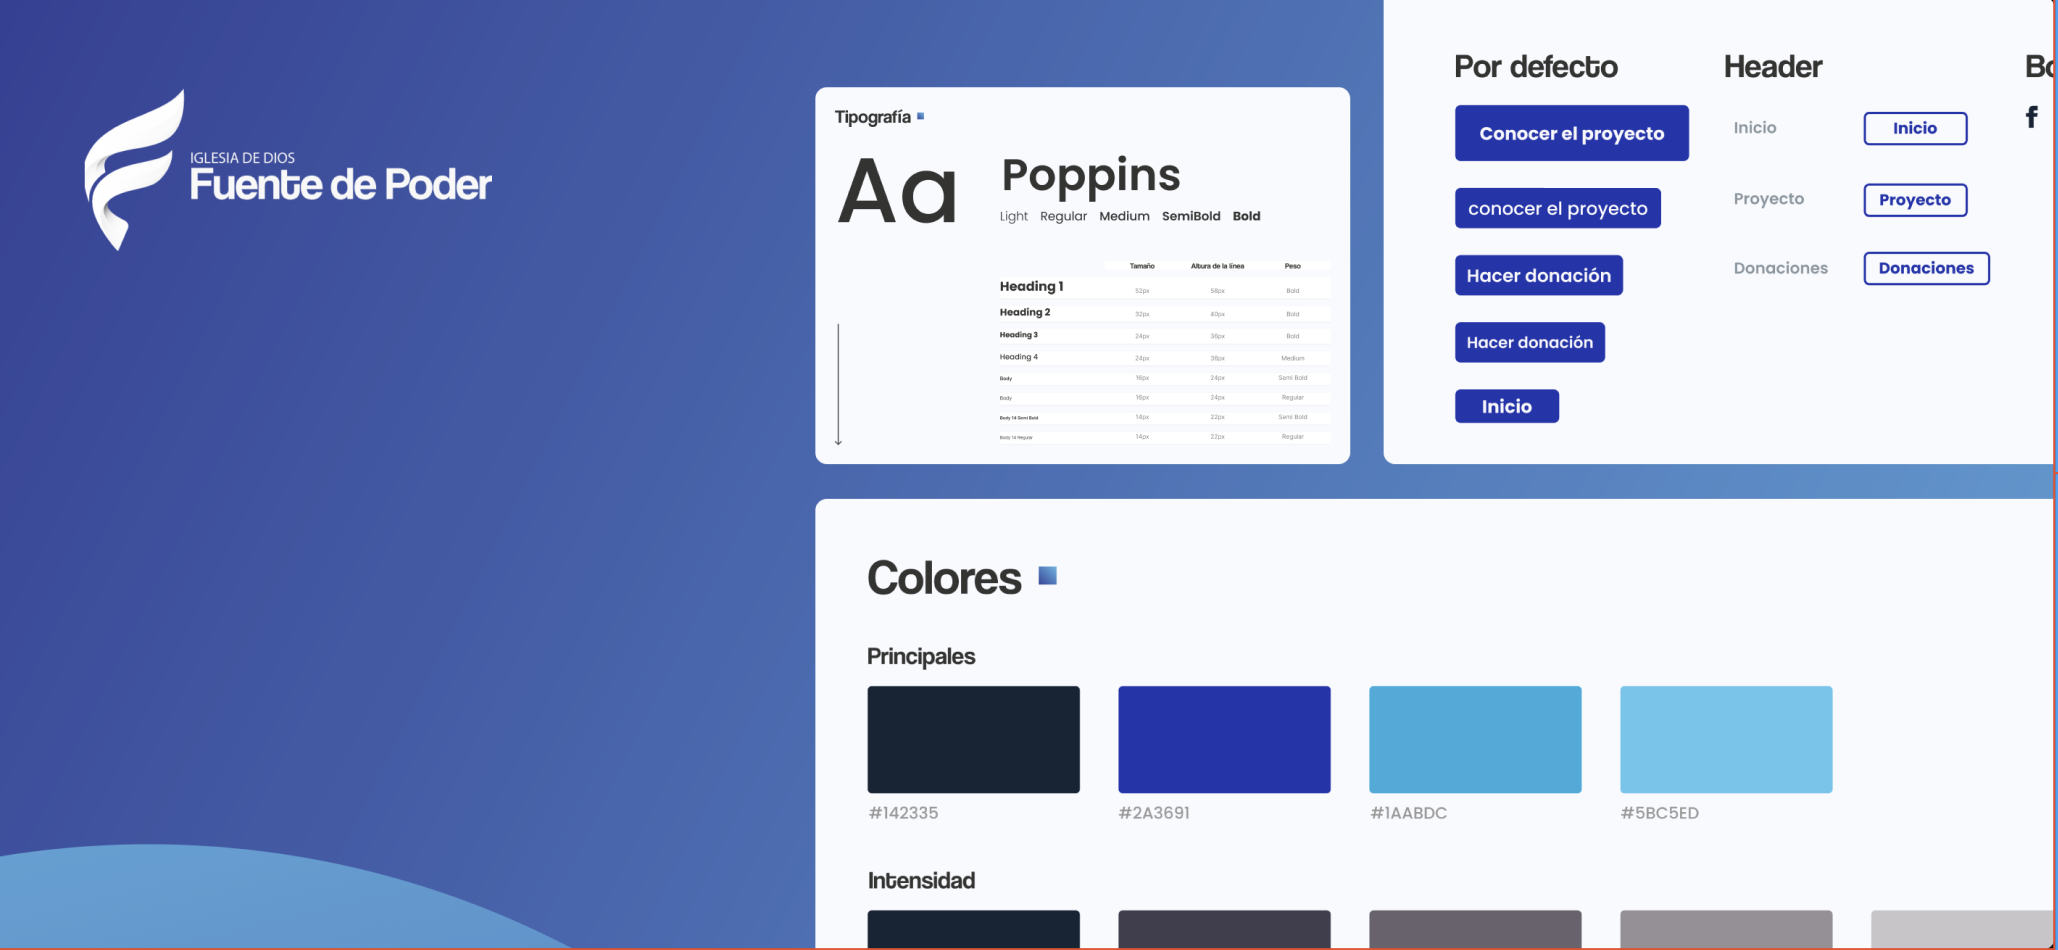 IGLESIA DE DIOS
Fuente de Poder
Tipografía
Aa
Poppins
Light Regular Medium SemiBold Bold
Tamaño Altura de la línea Peso
Heading 1 52px 58px Bold
Heading 2 32px 40px Bold
Heading 3 24px 36px Bold
Heading 4 24px 36px Medium
Body 16px 24px Semi Bold
Body 16px 24px Regular
Body 14 Semi Bold 14px 22px Semi Bold
Body 14 Regular 14px 22px Regular
Por defecto
Conocer el proyecto
conocer el proyecto
Hacer donación
Hacer donación
Inicio
Header
Inicio Inicio
Proyecto Proyecto
Donaciones Donaciones
Colores
Principales
#142335 #2A3691 #1AABDC #5BC5ED
Intensidad